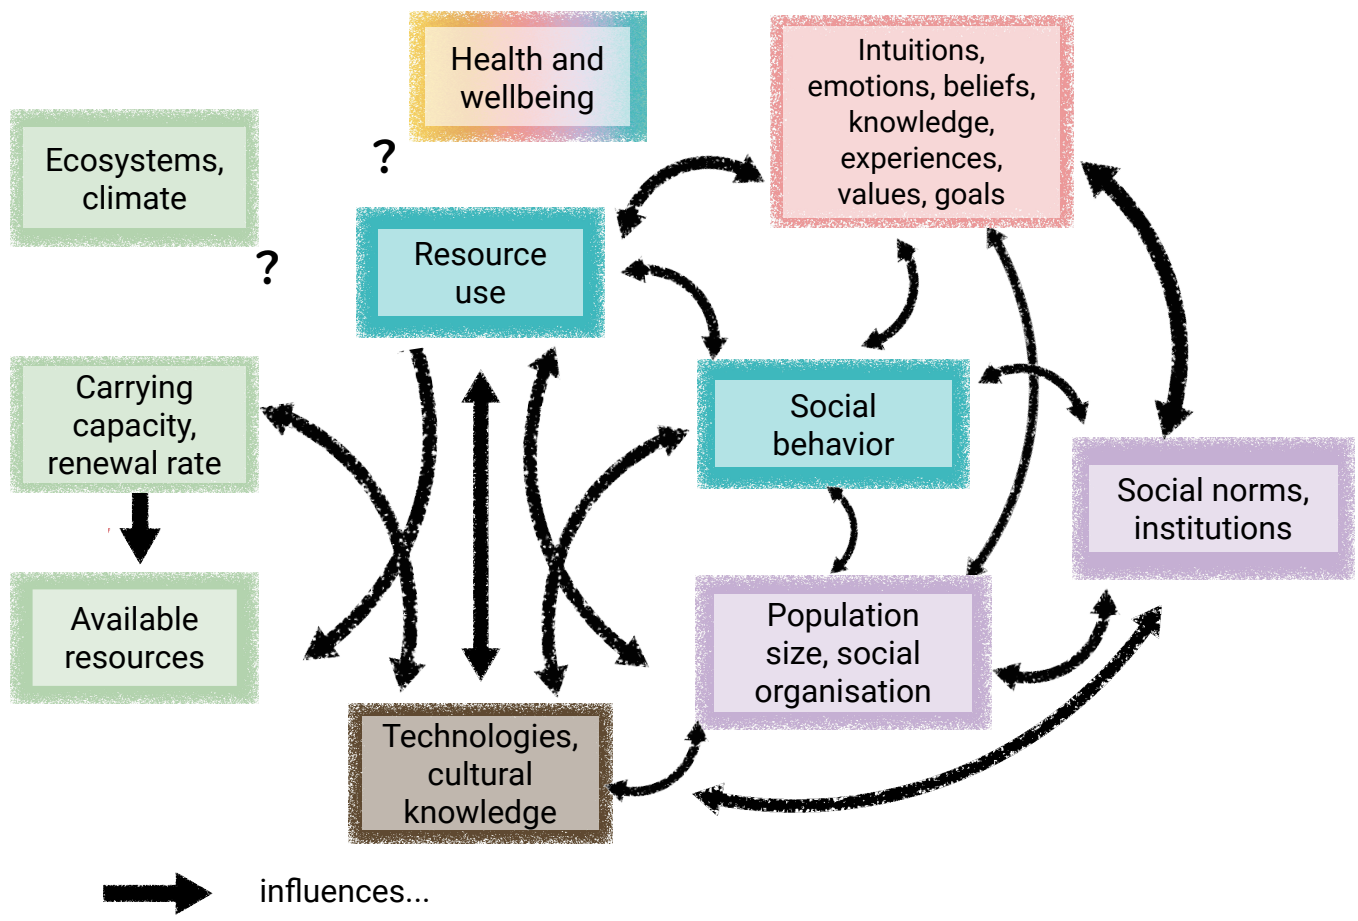 Health and
wellbeing
Intuitions,
emotions, beliefs,
knowledge,
experiences,
values, goals
Ecosystems,
climate
?
?
Resource
use
Carrying
capacity,
renewal rate
Social
behavior
Social norms,
institutions
Available
resources
Population
size, social
organisation
Technologies,
cultural
knowledge
influences...